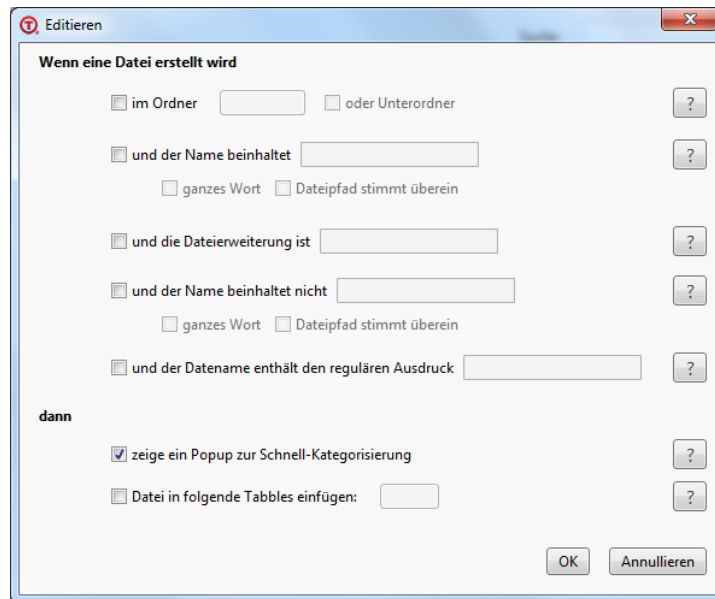 Editieren
Wenn eine Datei erstellt wird
im Ordner oder Unterordner ?
und der Name beinhaltet ?
ganzes Wort Dateipfad stimmt überein
und die Dateierweiterung ist ?
und der Name beinhaltet nicht ?
ganzes Wort Dateipfad stimmt überein
und der Datename enthält den regulären Ausdruck ?
dann
zeige ein Popup zur Schnell-Kategorisierung ?
Datei in folgende Tabbles einfügen: ?
OK Annullieren